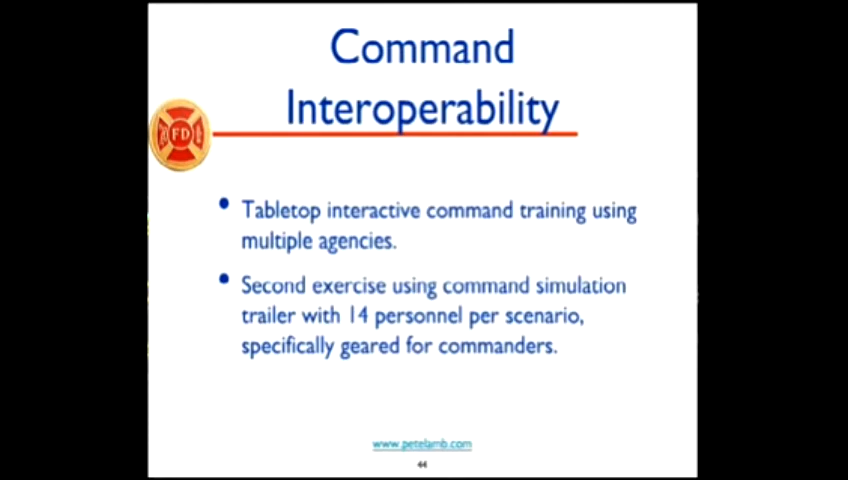 Command
Interoperability
FD
• Tabletop interactive command training using
multiple agencies.
• Second exercise using command simulation
trailer with 14 personnel per scenario,
specifically geared for commanders.
www.petelamb.com
44